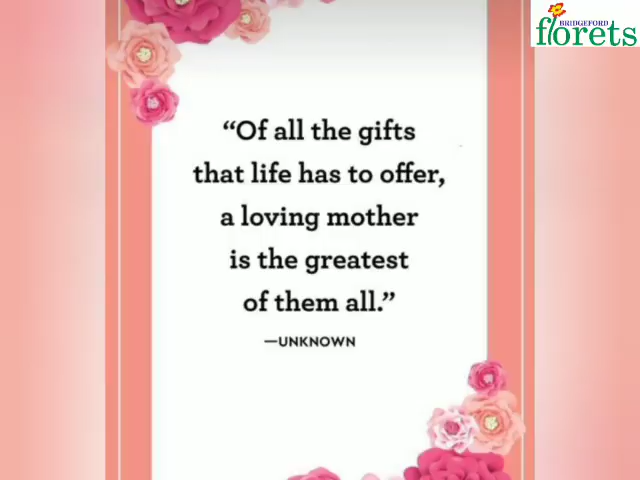 BRIDGEFORD
florets
“Of all the gifts
that life has to offer,
a loving mother
is the greatest
of them all.”
—UNKNOWN